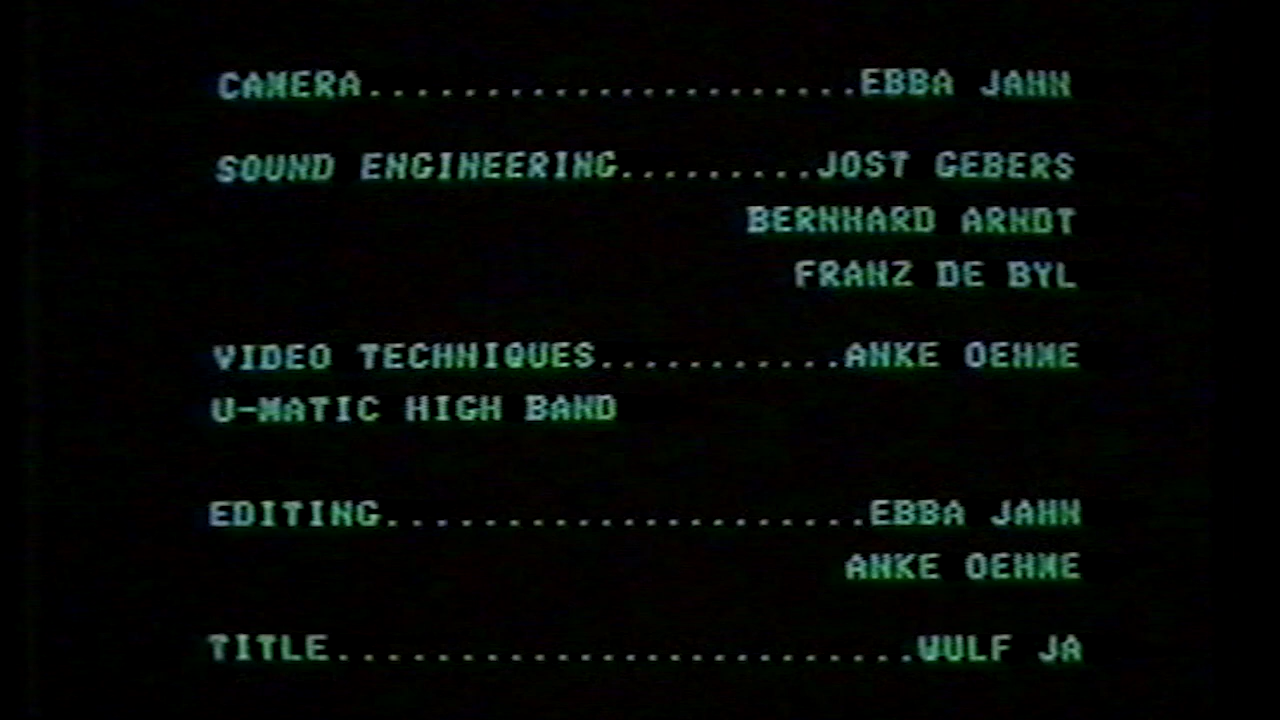 CAMERA.......................EBBA JAHN
SOUND ENGINEERING.........JOST GEBERS
BERNHARD ARNDT
FRANZ DE BYL
VIDEO TECHNIQUES...........ANKE OEHME
U-MATIC HIGH BAND
EDITING.......................EBBA JAHN
ANKE OEHME
TITLE...........................WULF JA